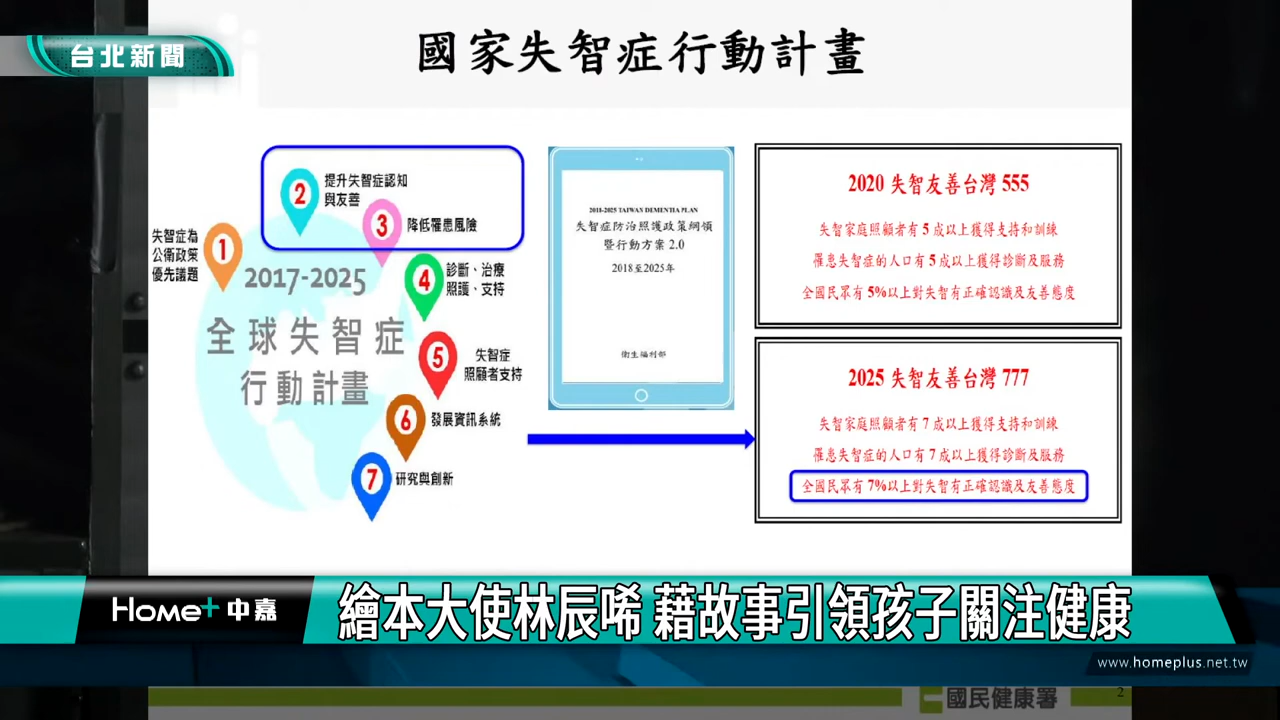 台北新聞
國家失智症行動計畫
失智症為
公衛政策
優先議題
1
2
提升失智症認知
與友善
3
降低罹患風險
4
診斷、治療
照護、支持
5
失智症
照顧者支持
6
發展資訊系統
7
研究與創新
2017-2025
全球失智症
行動計畫
2018-2025 TAIWAN DEMENTIA PLAN
失智症防治照護政策綱領
暨行動方案 2.0
2018至2025年
衛生福利部
2020 失智友善台灣 555
失智家庭照顧者有 5 成以上獲得支持和訓練
罹患失智症的人口有 5 成以上獲得診斷及服務
全國民眾有 5%以上對失智有正確認識及友善態度
2025 失智友善台灣 777
失智家庭照顧者有 7 成以上獲得支持和訓練
罹患失智症的人口有 7 成以上獲得診斷及服務
全國民眾有 7%以上對失智有正確認識及友善態度
Home+ 中嘉
繪本大使林辰唏 藉故事引領孩子關注健康
www.homeplus.net.tw
國民健康署
2